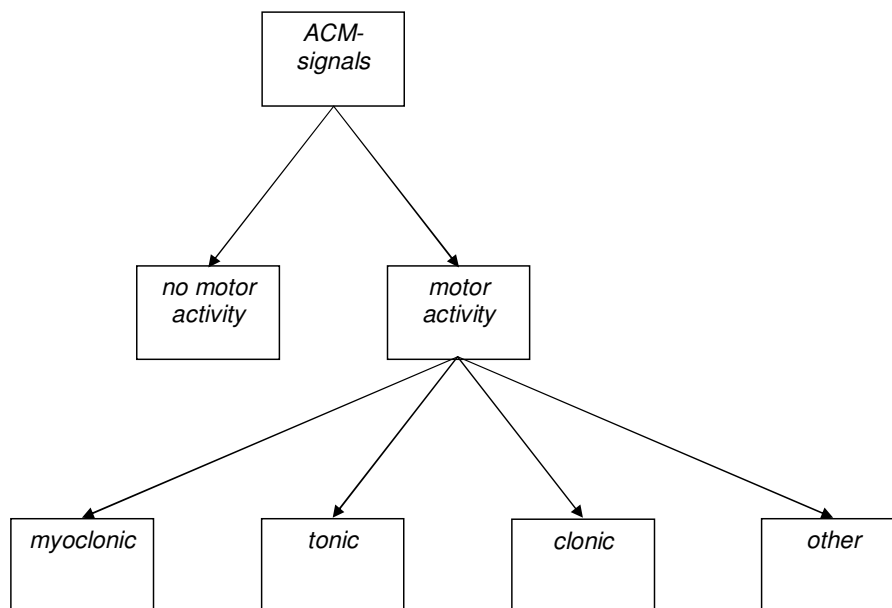 ACM-
signals
no motor
activity
motor
activity
myoclonic
tonic
clonic
other